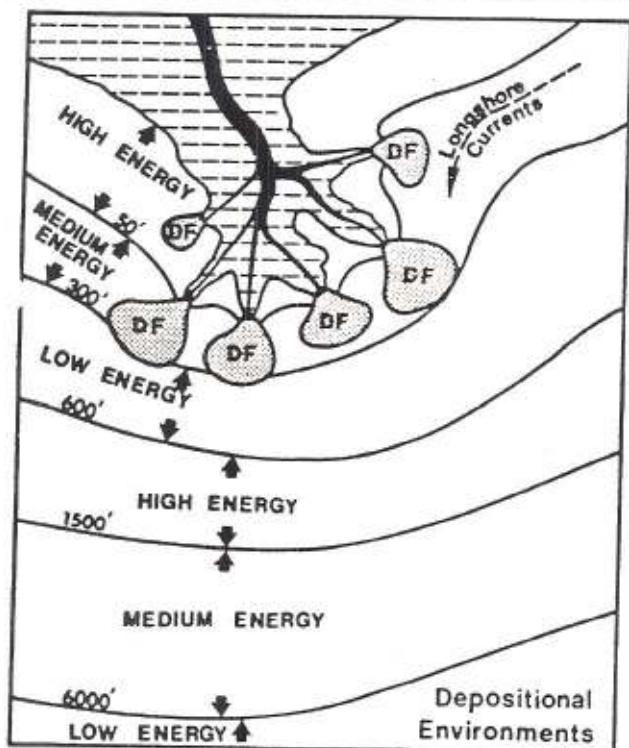 HIGH ENERGY
DF
Longshore
Currents
DF
MEDIUM
ENERGY
50'
DF
300'
DF
DF
DF
LOW ENERGY
600'
HIGH ENERGY
1500'
MEDIUM ENERGY
6000'
LOW ENERGY
Depositional
Environments